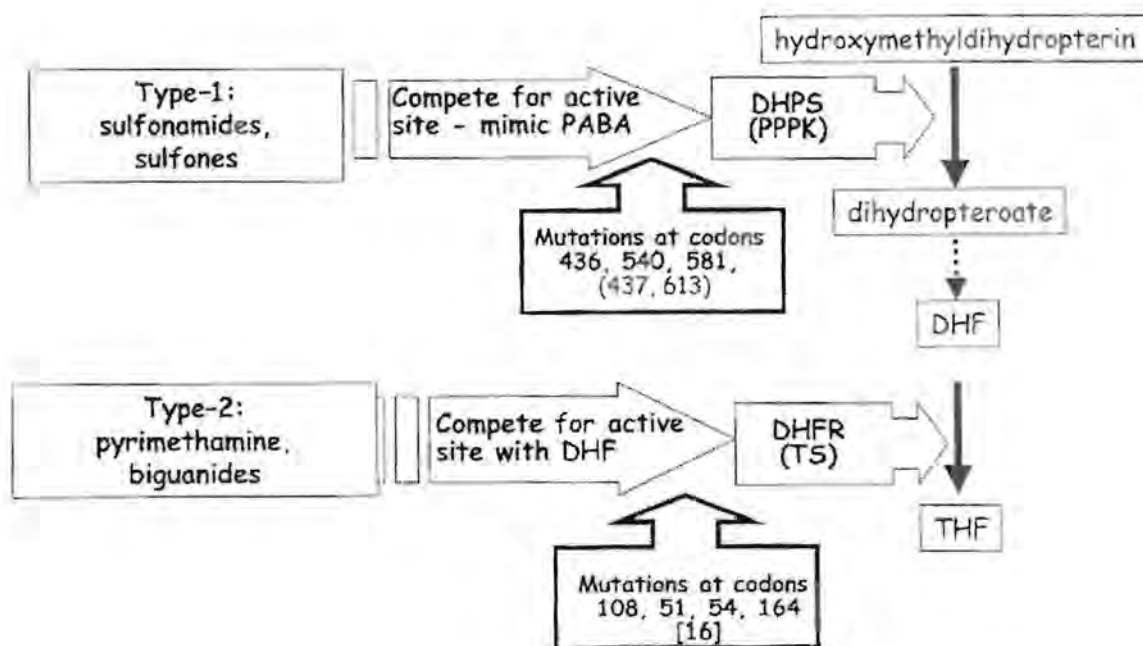 hydroxymethyldihydropterin
Type-1:
sulfonamides,
sulfones
Compete for active
site - mimic PABA
DHPS
(PPPK)
dihydropteroate
Mutations at codons
436, 540, 581,
(437, 613)
DHF
Type-2:
pyrimethamine,
biguanides
Compete for active
site with DHF
DHFR
(TS)
THF
Mutations at codons
108, 51, 54, 164
[16]